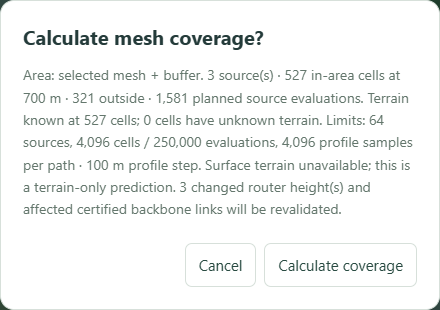 Calculate mesh coverage?
Area: selected mesh + buffer. 3 source(s) · 527 in-area cells at
700 m · 321 outside · 1,581 planned source evaluations. Terrain
known at 527 cells; 0 cells have unknown terrain. Limits: 64
sources, 4,096 cells / 250,000 evaluations, 4,096 profile samples
per path · 100 m profile step. Surface terrain unavailable; this is
a terrain-only prediction. 3 changed router height(s) and
affected certified backbone links will be revalidated.
Cancel
Calculate coverage